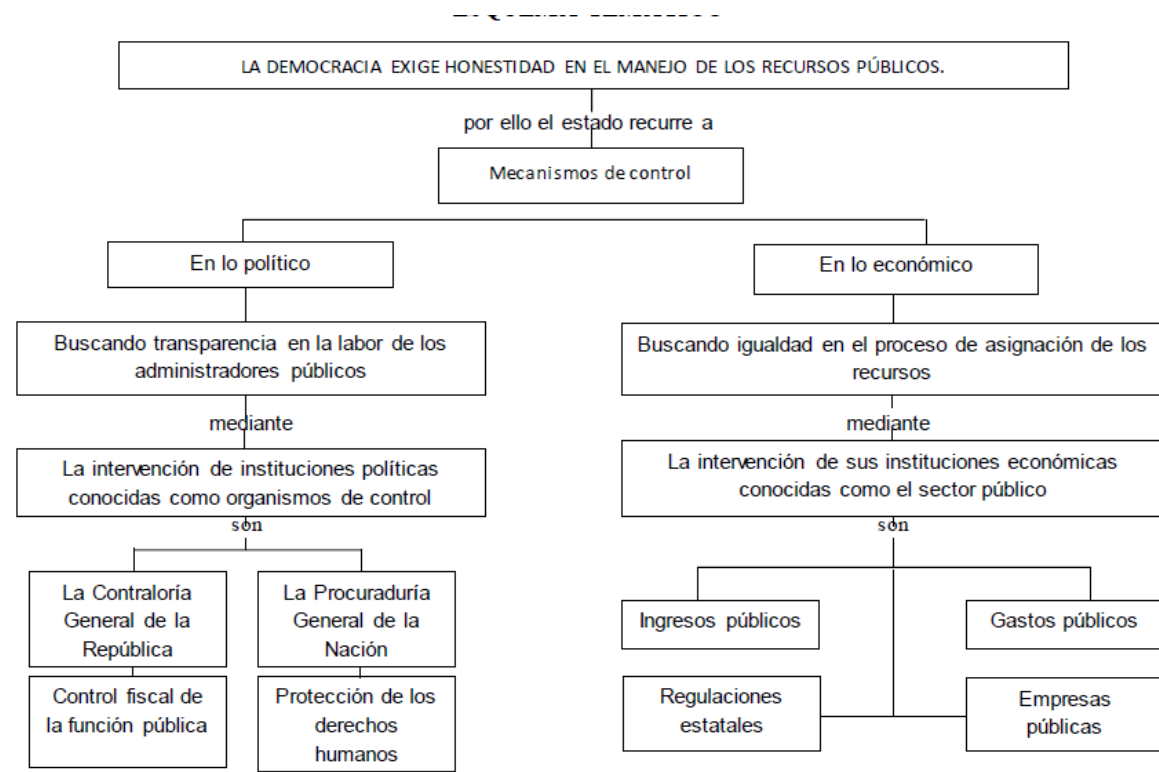 LA DEMOCRACIA EXIGE HONESTIDAD EN EL MANEJO DE LOS RECURSOS PÚBLICOS.
por ello el estado recurre a
Mecanismos de control
En lo político
En lo económico
Buscando transparencia en la labor de los
administradores públicos
Buscando igualdad en el proceso de asignación de los
recursos
mediante
mediante
La intervención de instituciones políticas
conocidas como organismos de control
La intervención de sus instituciones económicas
conocidas como el sector público
son
son
La Contraloría
General de la
República
La Procuraduría
General de la
Nación
Ingresos públicos
Gastos públicos
Control fiscal de
la función pública
Protección de los
derechos
humanos
Regulaciones
estatales
Empresas
públicas